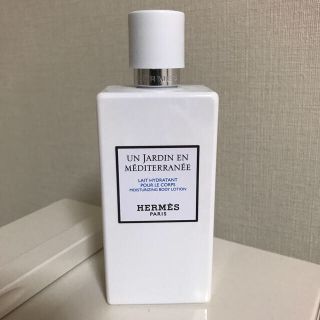 UN JARDIN EN
MÉDITERRANÉE
LAIT HYDRATANT
POUR LE CORPS
MOISTURIZING BODY LOTION
HERMÈS
PARIS